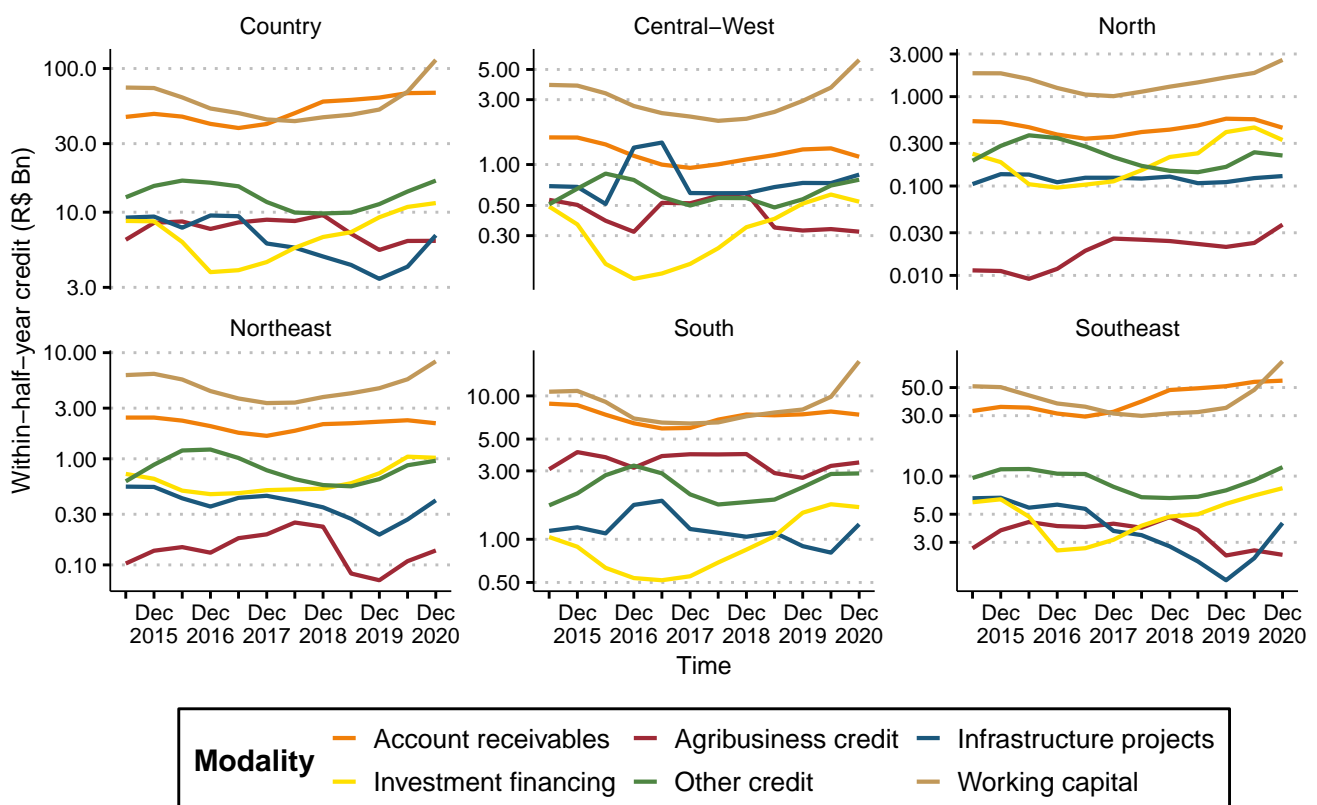 Country
Central−West
North
100.0
30.0
10.0
3.0
5.00
3.00
1.00
0.50
0.30
3.000
1.000
0.300
0.100
0.030
0.010
Northeast
South
Southeast
10.00
3.00
1.00
0.30
0.10
10.00
5.00
3.00
1.00
0.50
50.0
30.0
10.0
5.0
3.0
Within−half−year credit (R$ Bn)
Dec Dec Dec Dec Dec Dec
2015 2016 2017 2018 2019 2020
Dec Dec Dec Dec Dec Dec
2015 2016 2017 2018 2019 2020
Dec Dec Dec Dec Dec Dec
2015 2016 2017 2018 2019 2020
Time
Modality
Account receivables
Agribusiness credit
Infrastructure projects
Investment financing
Other credit
Working capital